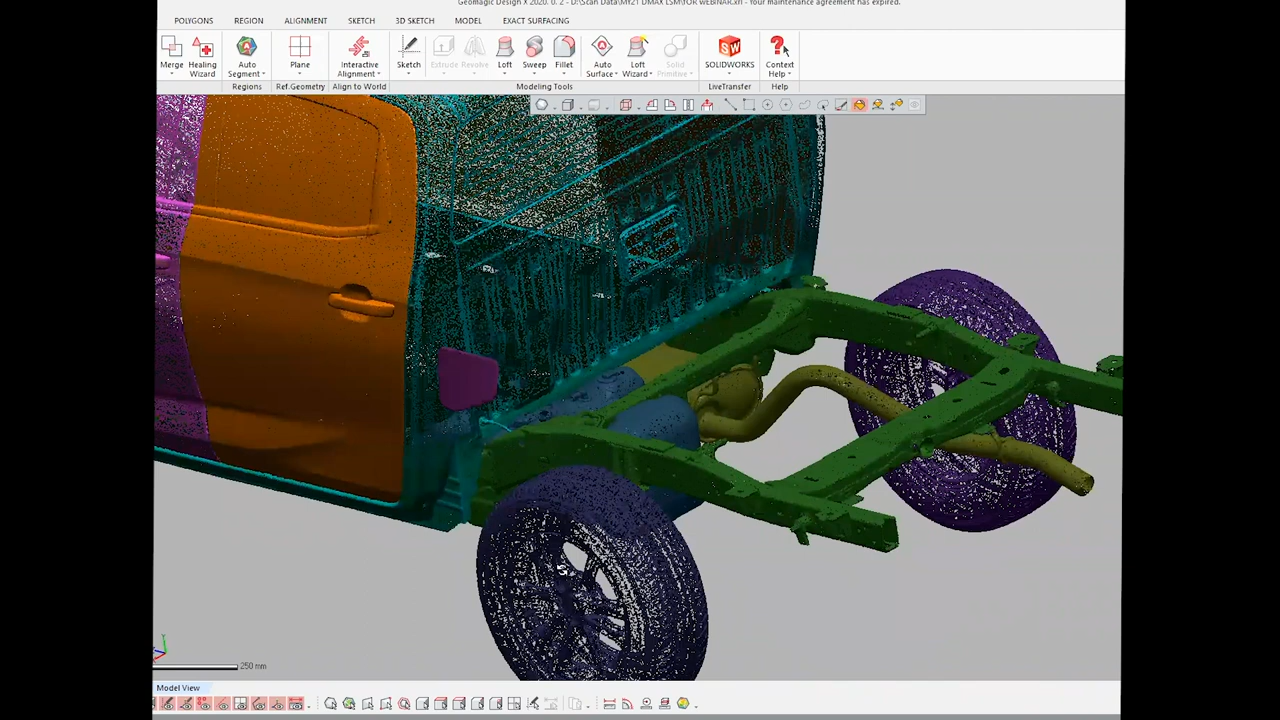 Geomagic Design X 2020. 0. 2 - D:\Scan Data\MY21 DMAX LSM\FOR WEBINAR.xrl - Your maintenance agreement has expired.
POLYGONS REGION ALIGNMENT SKETCH 3D SKETCH MODEL EXACT SURFACING
Merge Healing Wizard Auto Segment Plane Interactive Alignment Sketch Extrude Revolve Loft Sweep Fillet Auto Surface Loft Wizard Solid Primitive SOLIDWORKS Context Help
Regions Ref.Geometry Align to World Modeling Tools LiveTransfer Help
250 mm
Model View